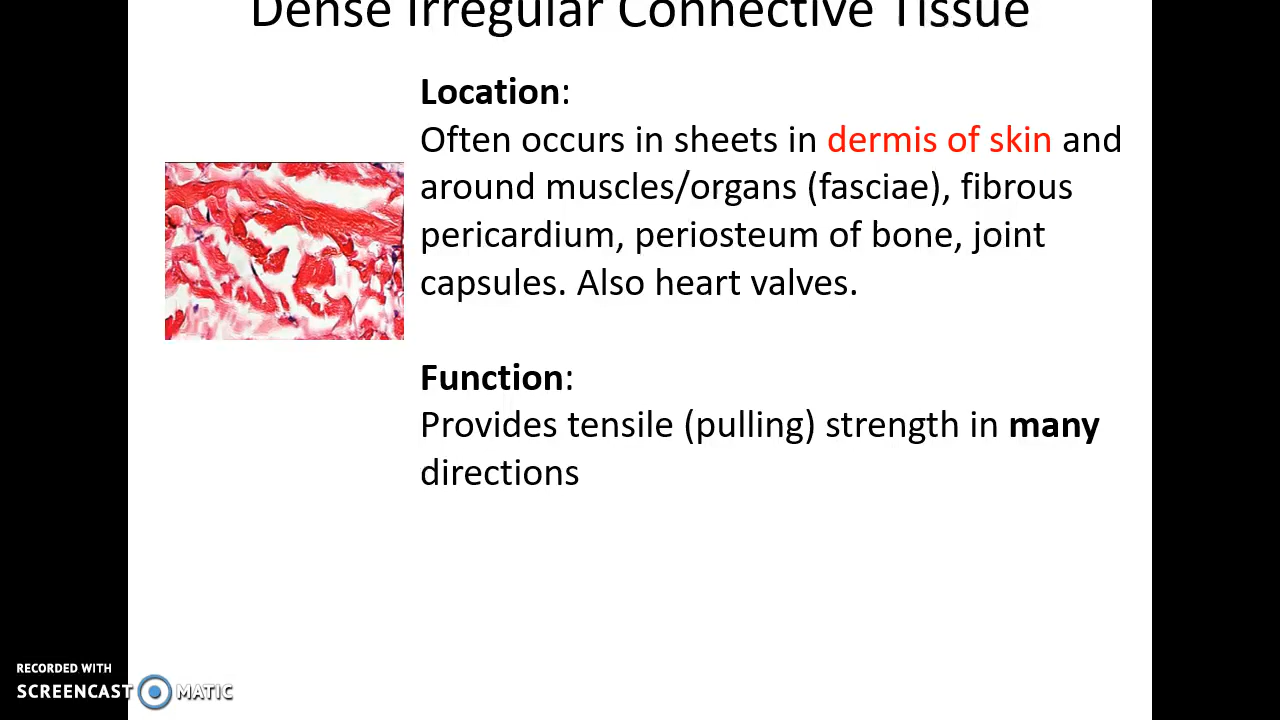 Dense Irregular Connective Tissue
Location:
Often occurs in sheets in dermis of skin and
around muscles/organs (fasciae), fibrous
pericardium, periosteum of bone, joint
capsules. Also heart valves.
Function:
Provides tensile (pulling) strength in many
directions
RECORDED WITH
SCREENCAST MATIC